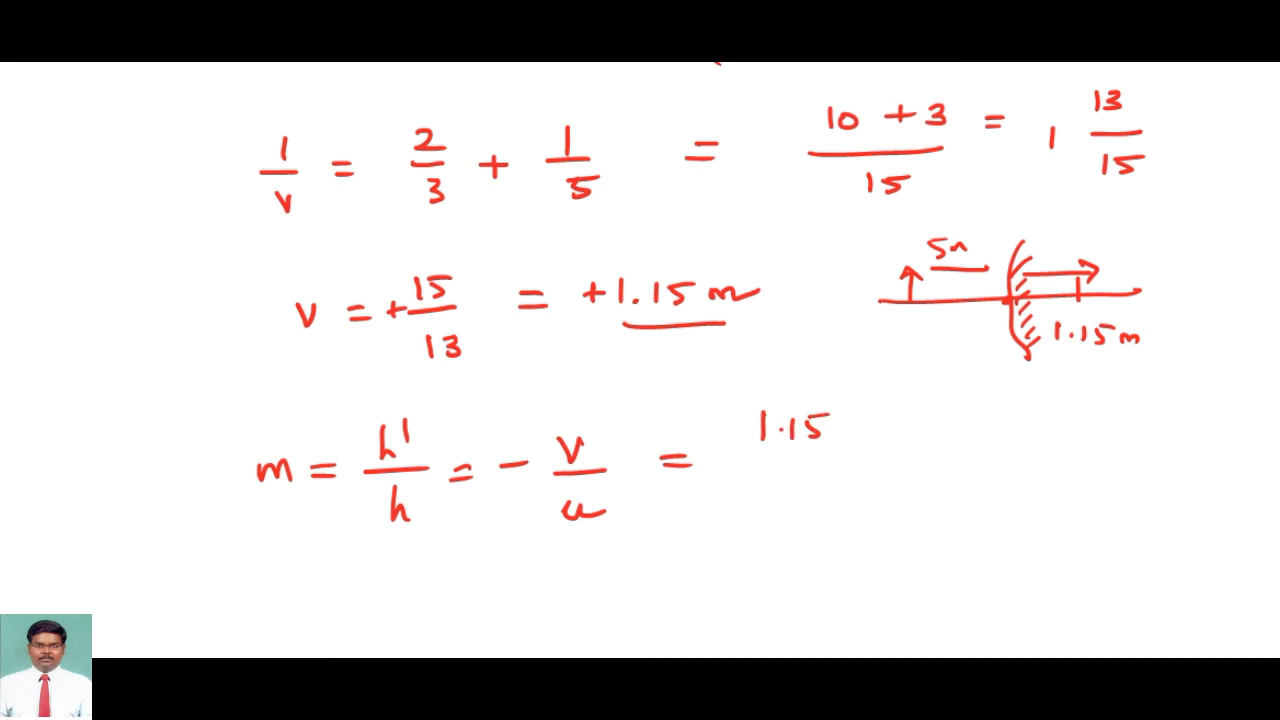 1/v = 2/3 + 1/5 = 10 + 3/15 = 13/15
5m
v = + 15/13 = +1.15 m
1.15m
m = h'/h = - v/u = 1.15